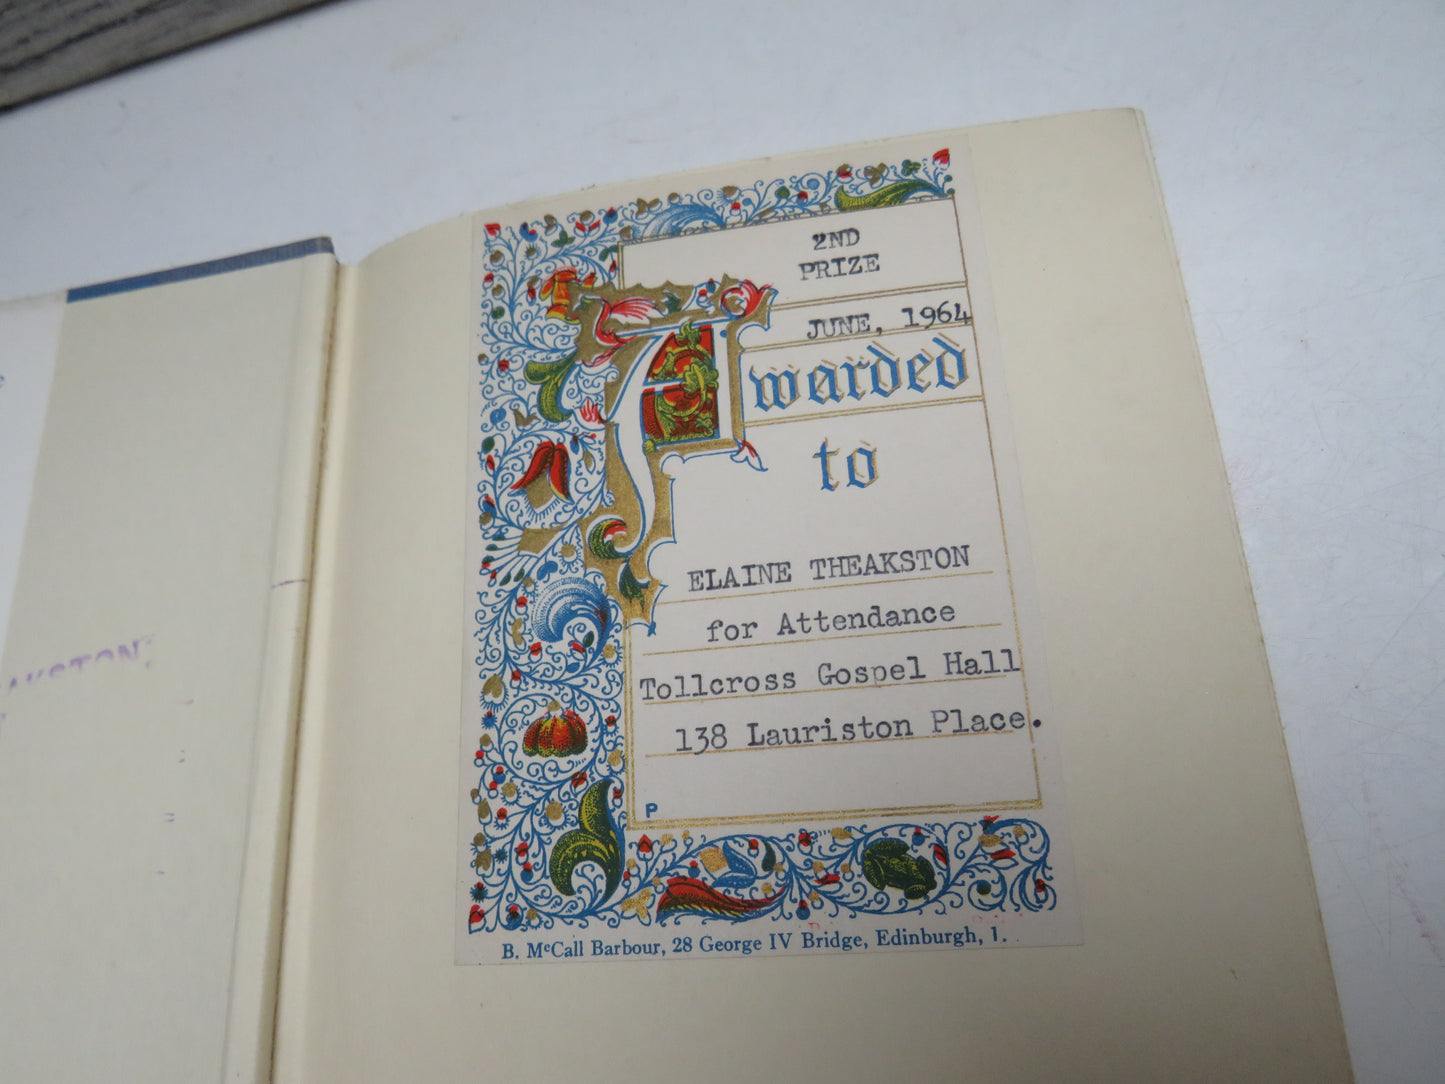 2ND
PRIZE
JUNE, 1964
Awarded
to
ELAINE THEAKSTON
for Attendance
Tollcross Gospel Hall
138 Lauriston Place.
P
B. McCall Barbour, 28 George IV Bridge, Edinburgh, 1.